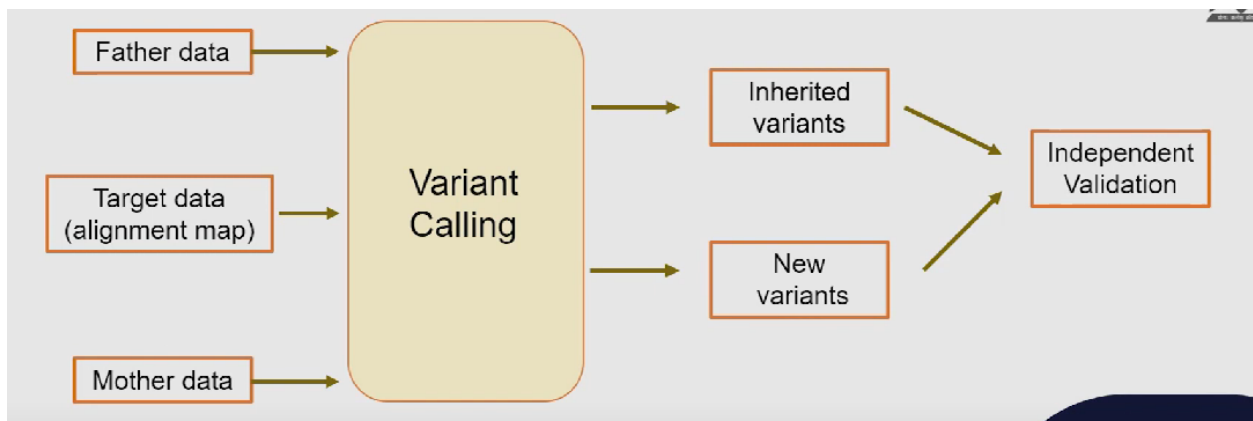 Father data
Target data
(alignment map)
Mother data
Variant
Calling
Inherited
variants
New
variants
Independent
Validation